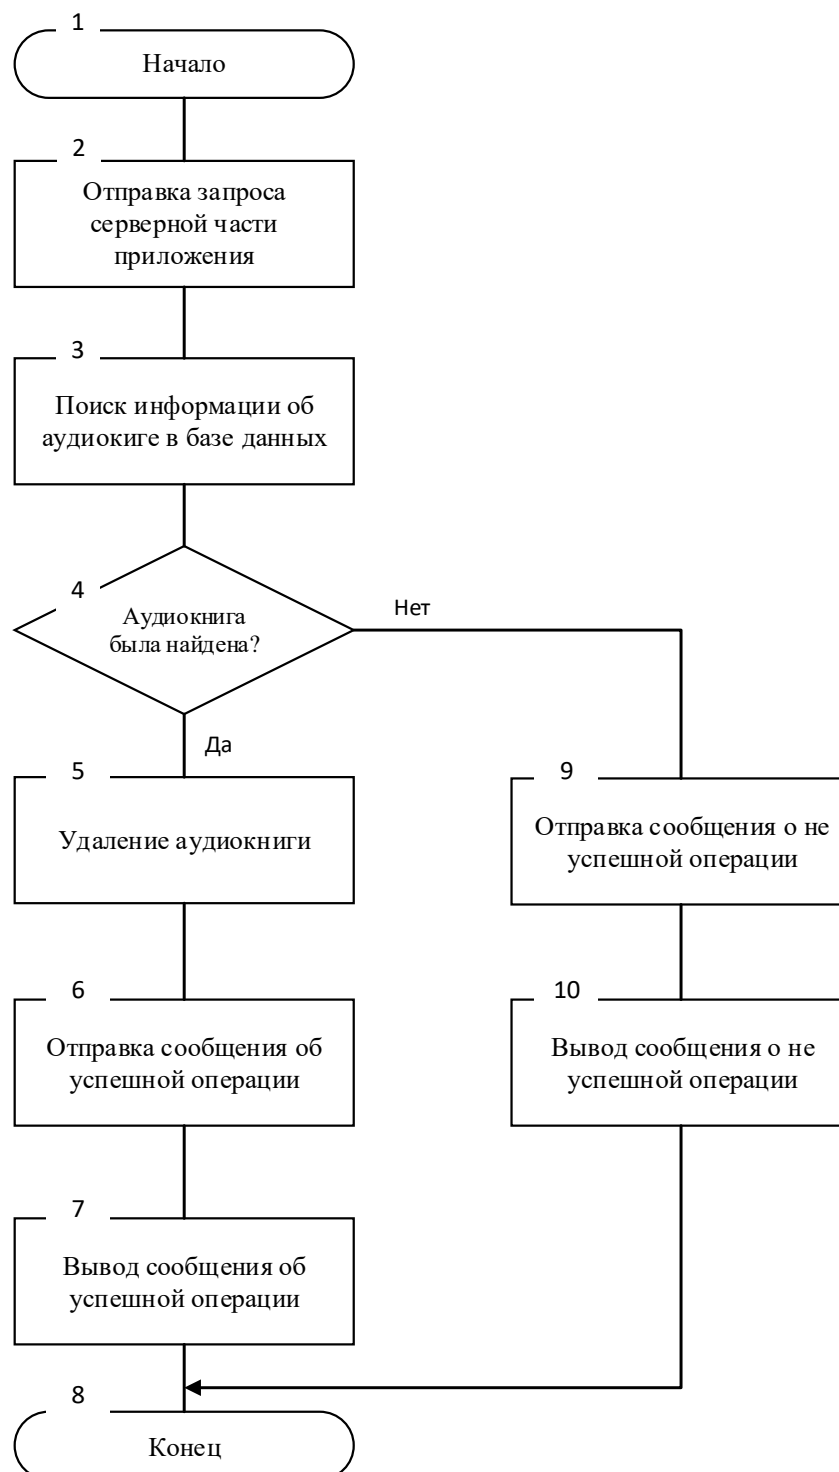 1
Начало
2
Отправка запроса
серверной части
приложения
3
Поиск информации об
аудиокиге в базе данных
4
Аудиокнига
была найдена?
Нет
Да
5
Удаление аудиокниги
9
Отправка сообщения о не
успешной операции
6
Отправка сообщения об
успешной операции
10
Вывод сообщения о не
успешной операции
7
Вывод сообщения об
успешной операции
8
Конец